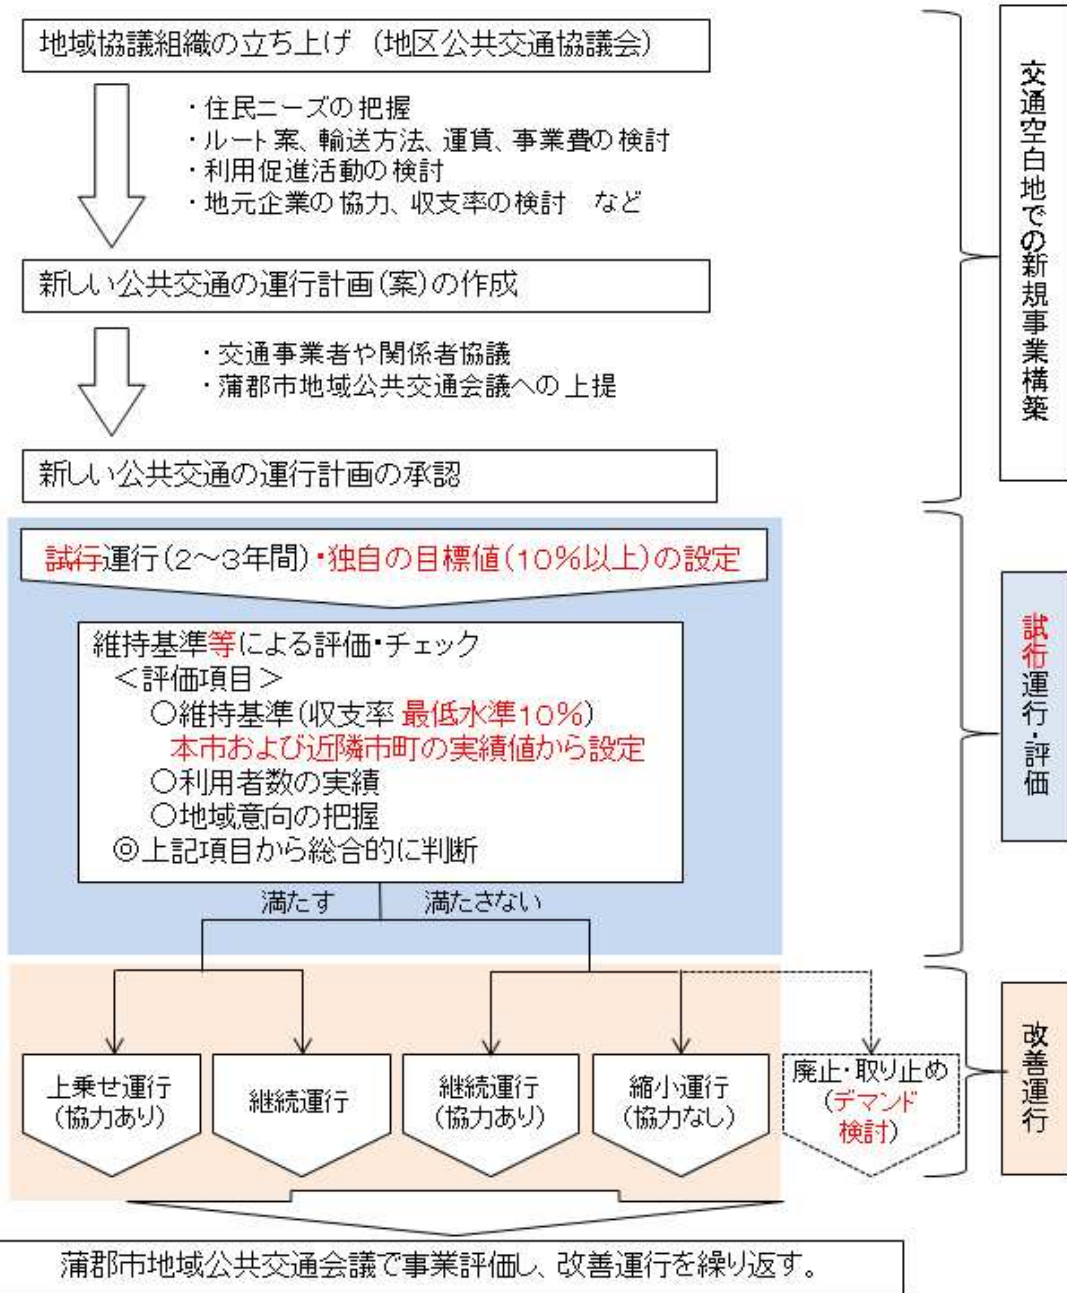 地域協議組織の立ち上げ (地区公共交通協議会)
・住民ニーズの把握
・ルート案、輸送方法、運賃、事業費の検討
・利用促進活動の検討
・地元企業の協力、収支率の検討 など
新しい公共交通の運行計画(案)の作成
・交通事業者や関係者協議
・蒲郡市地域公共交通会議への上提
新しい公共交通の運行計画の承認
交通空白地での新規事業構築
試行運行(2～3年間)・独自の目標値(10%以上)の設定
維持基準等による評価・チェック
＜評価項目＞
○維持基準(収支率 最低水準10%)
本市および近隣市町の実績値から設定
○利用者数の実績
○地域意向の把握
◎上記項目から総合的に判断
満たす 満たさない
試行運行・評価
上乗せ運行
(協力あり)
継続運行
継続運行
(協力あり)
縮小運行
(協力なし)
廃止・取り止め
(デマンド
検討)
改善運行
蒲郡市地域公共交通会議で事業評価し、改善運行を繰り返す。